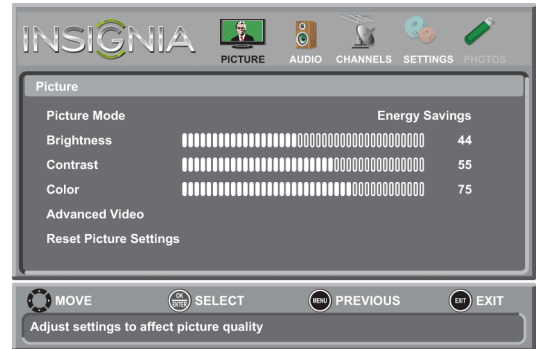 INSIGNIA
PICTURE AUDIO CHANNELS SETTINGS PHOTOS
Picture
Picture Mode Energy Savings
Brightness 44
Contrast 55
Color 75
Advanced Video
Reset Picture Settings
MOVE OK ENTER SELECT MENU PREVIOUS EXIT EXIT
Adjust settings to affect picture quality